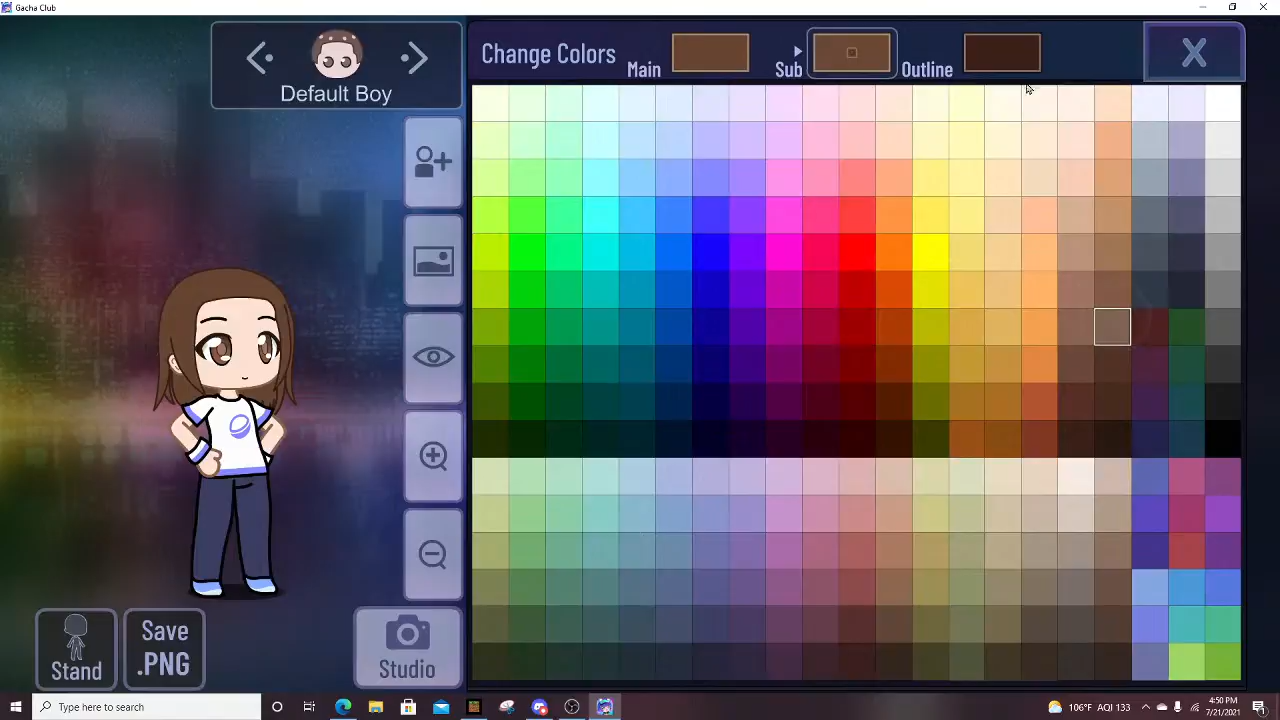 Gacha Club
Default Boy
Change Colors
Main
Sub
Outline
X
Stand
Save
.PNG
Studio
Type here to search
106°F AQI 133
4:50 PM
7/21/2021